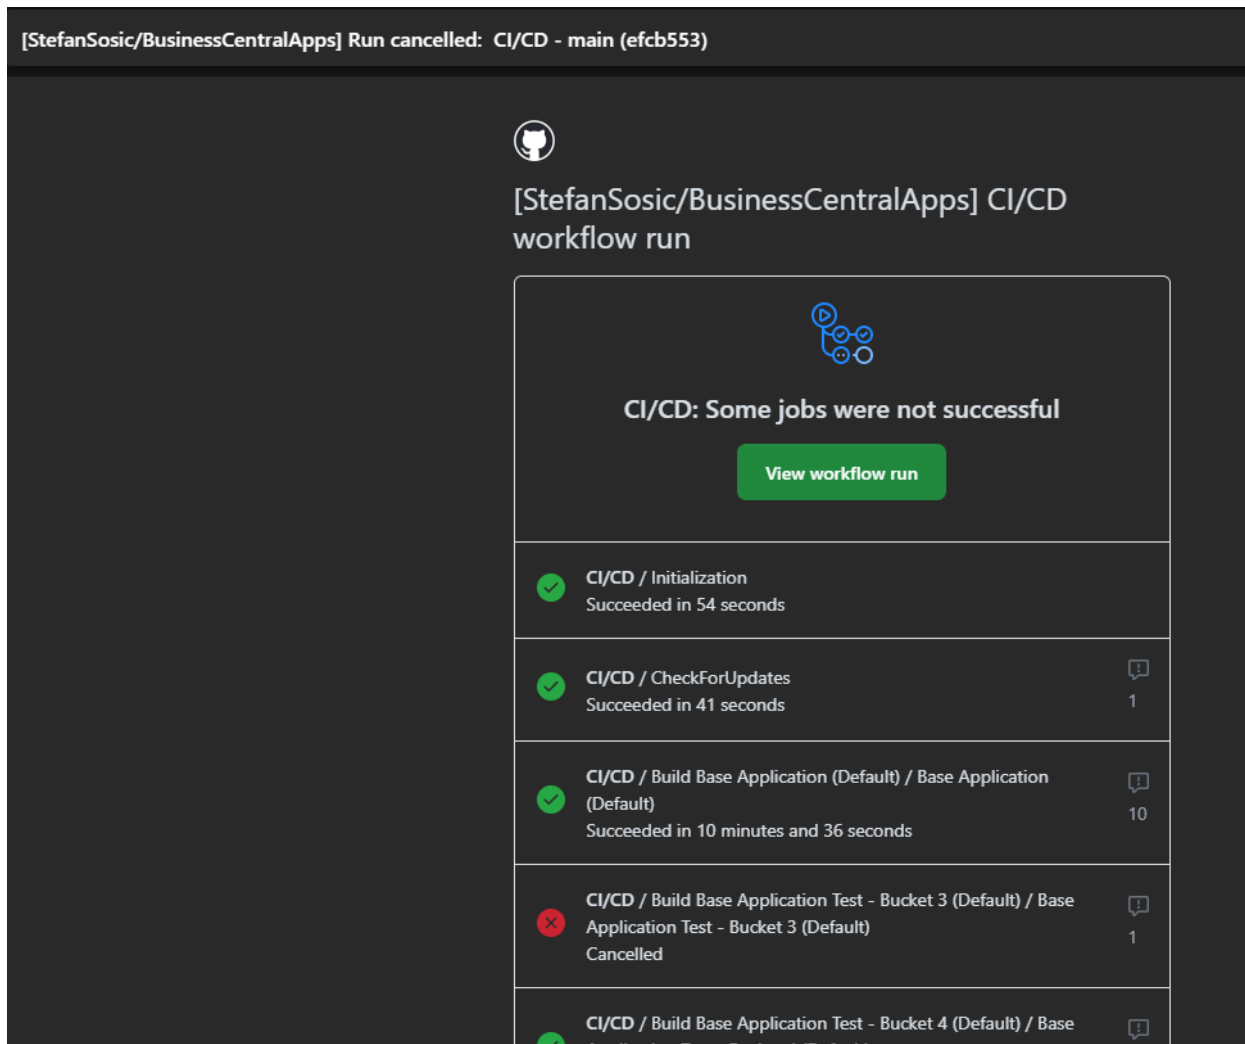 [StefanSosic/BusinessCentralApps] Run cancelled:  CI/CD - main (efcb553)
[StefanSosic/BusinessCentralApps] CI/CD
workflow run
CI/CD: Some jobs were not successful
View workflow run
CI/CD / Initialization
Succeeded in 54 seconds
CI/CD / CheckForUpdates
Succeeded in 41 seconds
1
CI/CD / Build Base Application (Default) / Base Application
(Default)
Succeeded in 10 minutes and 36 seconds
10
CI/CD / Build Base Application Test - Bucket 3 (Default) / Base
Application Test - Bucket 3 (Default)
Cancelled
1
CI/CD / Build Base Application Test - Bucket 4 (Default) / Base